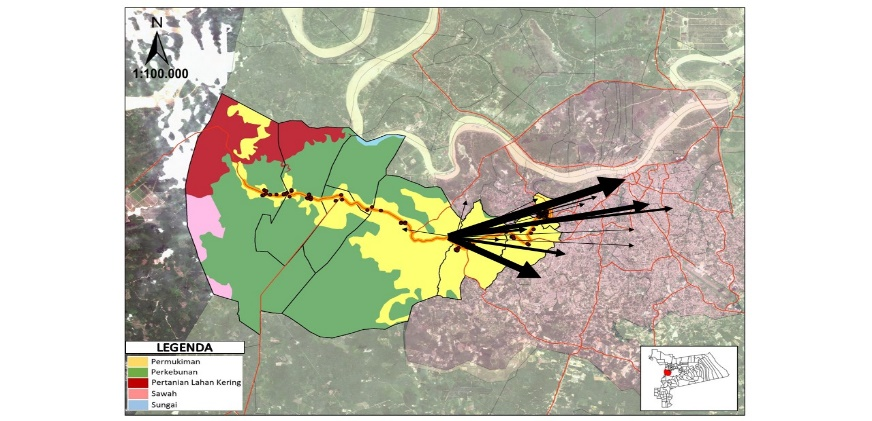 N
1:100.000
LEGENDA
Permukiman
Perkebunan
Pertanian Lahan Kering
Sawah
Sungai